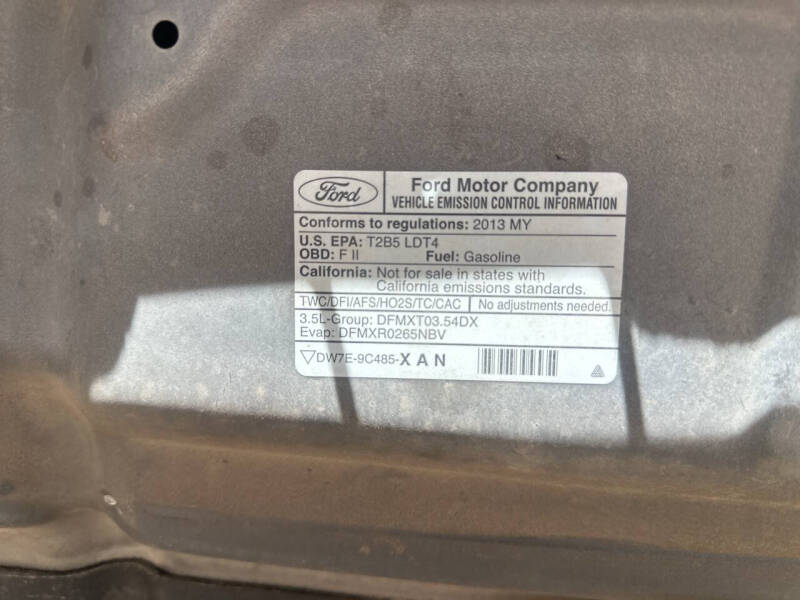 Ford
Ford Motor Company
VEHICLE EMISSION CONTROL INFORMATION
Conforms to regulations: 2013 MY
U.S. EPA: T2B5 LDT4
OBD: F II Fuel: Gasoline
California: Not for sale in states with
California emissions standards.
TWC/DFI/AFS/HO2S/TC/CAC No adjustments needed.
3.5L-Group: DFMXT03.54DX
Evap: DFMXR0265NBV
DW7E-9C485-X A N